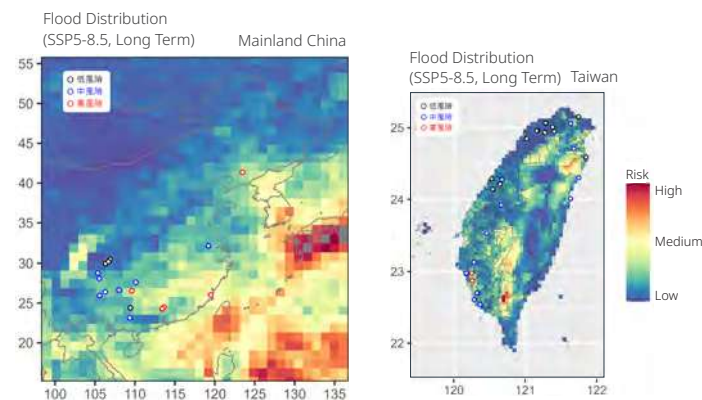 Flood Distribution
(SSP5-8.5, Long Term) Mainland China
55
50
45
40
35
30
25
20
100 105 110 115 120 125 130 135
低風險
中風險
高風險
Flood Distribution
(SSP5-8.5, Long Term) Taiwan
25
24
23
22
120 121 122
低風險
中風險
高風險
Risk
High
Medium
Low